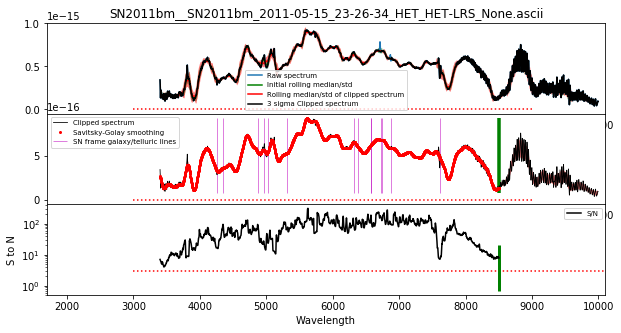 SN2011bm__SN2011bm_2011-05-15_23-26-34_HET_HET-LRS_None.ascii
1e−15
1.0
0.5
0.0
Raw spectrum
Initial rolling median/std
Rolling median/std of clipped spectrum
3 sigma Clipped spectrum
1e−16
5
0
Clipped spectrum
Savitsky-Golay smoothing
SN frame galaxy/telluric lines
S to N
10²
10¹
10⁰
S/N
2000 3000 4000 5000 6000 7000 8000 9000 10000
Wavelength